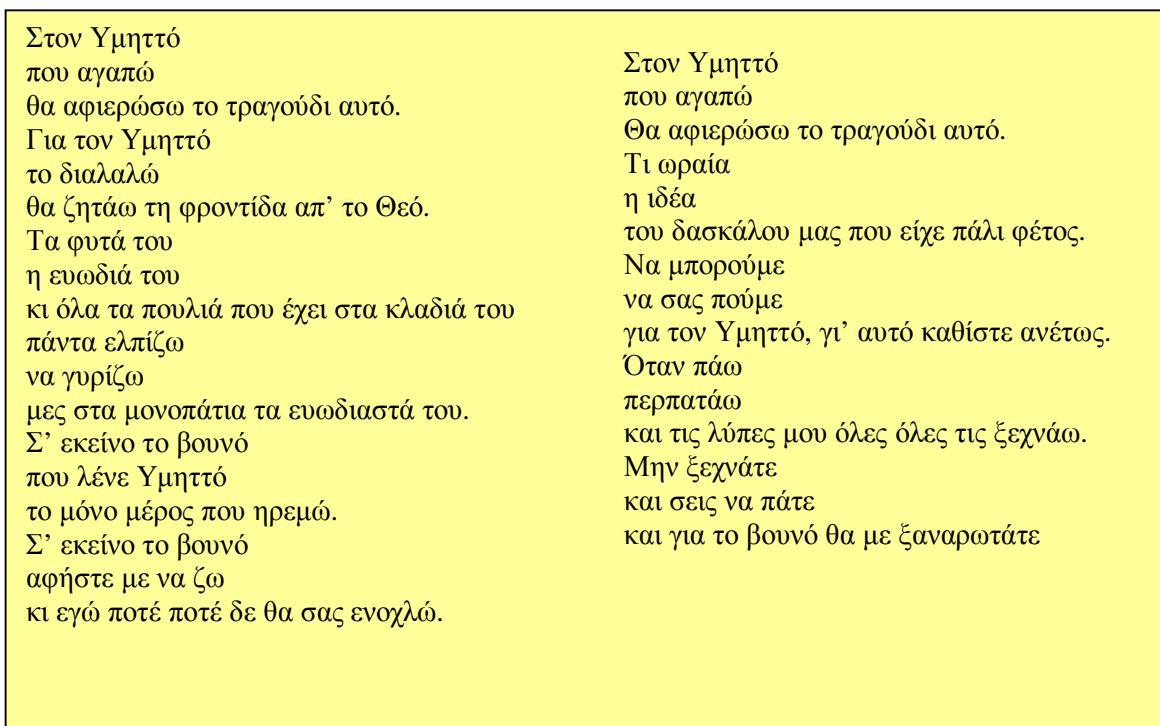 Στον Υμηττό
που αγαπώ
θα αφιερώσω το τραγούδι αυτό.
Για τον Υμηττό
το διαλαλώ
θα ζητάω τη φροντίδα απ’ το Θεό.
Τα φυτά του
η ευωδιά του
κι όλα τα πουλιά που έχει στα κλαδιά του
πάντα ελπίζω
να γυρίζω
μες στα μονοπάτια τα ευωδιαστά του.
Σ’ εκείνο το βουνό
που λένε Υμηττό
το μόνο μέρος που ηρεμώ.
Σ’ εκείνο το βουνό
αφήστε με να ζω
κι εγώ ποτέ ποτέ δε θα σας ενοχλώ.
Στον Υμηττό
που αγαπώ
Θα αφιερώσω το τραγούδι αυτό.
Τι ωραία
η ιδέα
του δασκάλου μας που είχε πάλι φέτος.
Να μπορούμε
να σας πούμε
για τον Υμηττό, γι’ αυτό καθίστε ανέτως.
Όταν πάω
περπατάω
και τις λύπες μου όλες όλες τις ξεχνάω.
Μην ξεχνάτε
και σεις να πάτε
και για το βουνό θα με ξαναρωτάτε